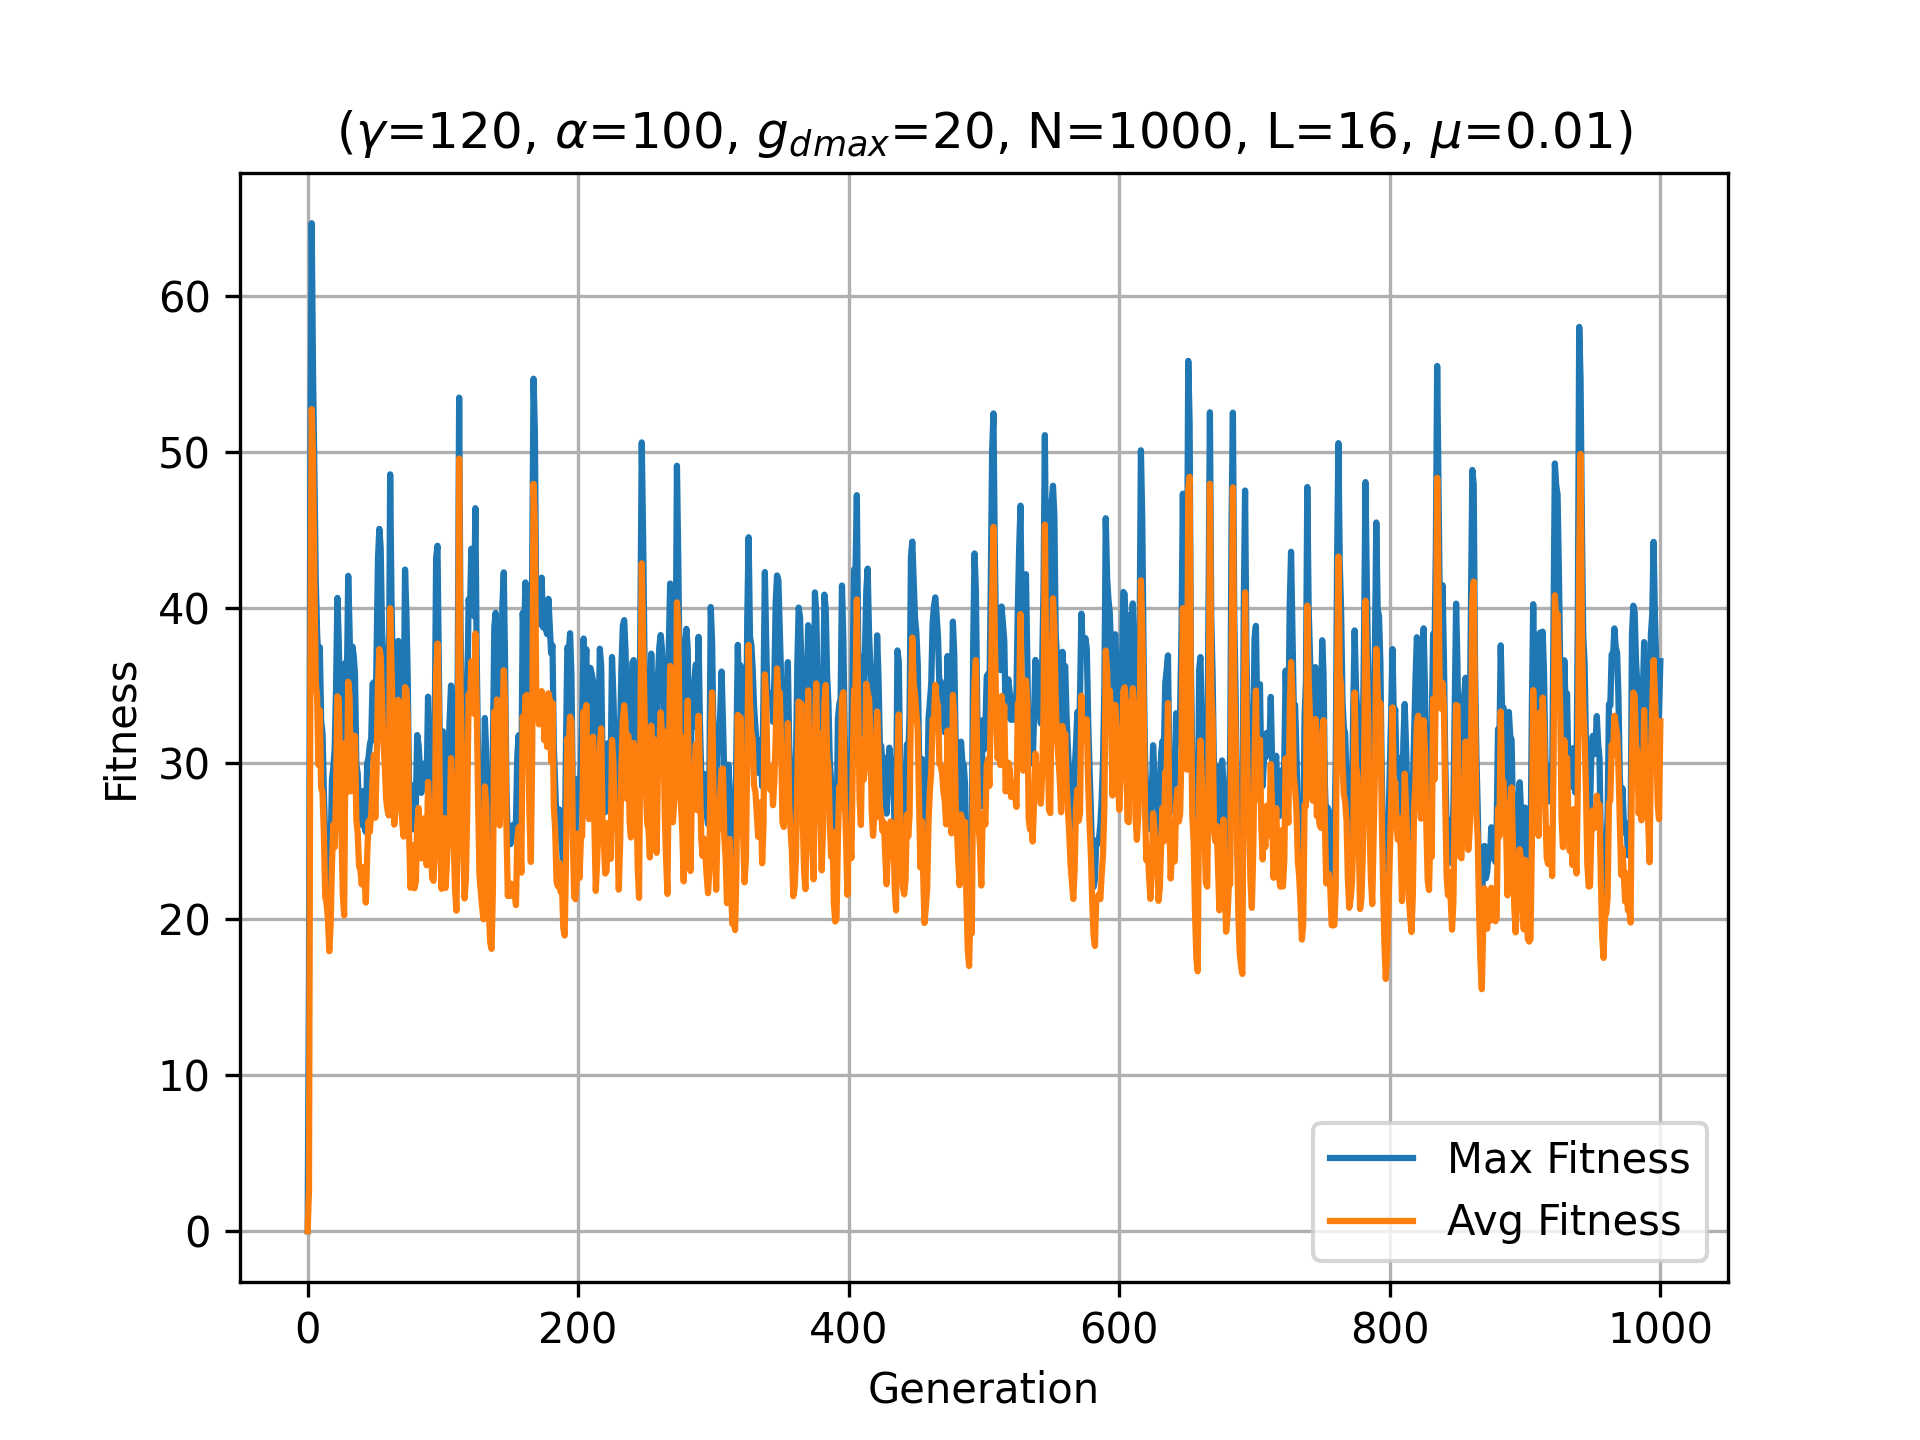 (γ=120, α=100, g_dmax=20, N=1000, L=16, μ=0.01)
Fitness
60
50
40
30
20
10
0
Max Fitness
Avg Fitness
0 200 400 600 800 1000
Generation